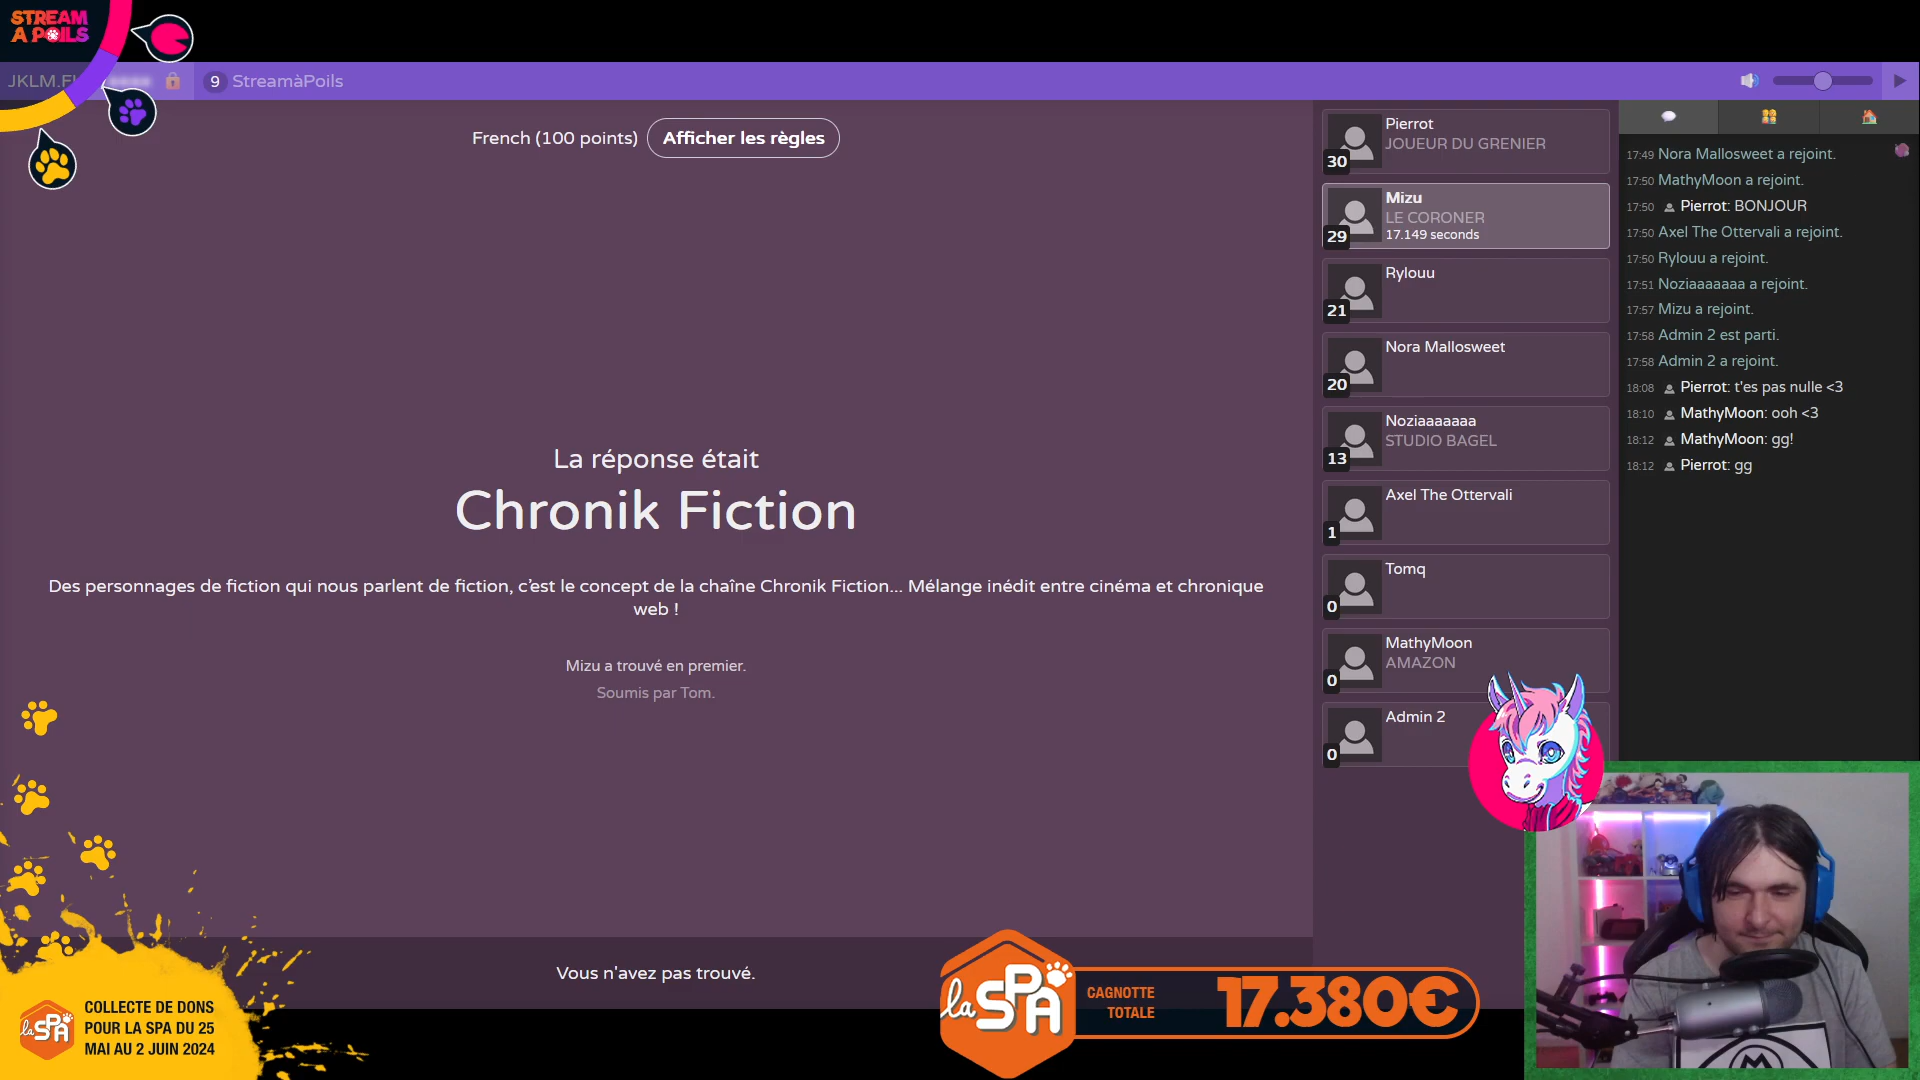 STREAM
A POILS
JKLM.F
9 StreamàPoils
French (100 points) Afficher les règles
La réponse était
Chronik Fiction
Des personnages de fiction qui nous parlent de fiction, c'est le concept de la chaîne Chronik Fiction... Mélange inédit entre cinéma et chronique
web !
Mizu a trouvé en premier.
Soumis par Tom.
Vous n'avez pas trouvé.
Pierrot
JOUEUR DU GRENIER
30
Mizu
LE CORONER
17.149 seconds
29
Rylouu
21
Nora Mallosweet
20
Noziaaaaaaa
STUDIO BAGEL
13
Axel The Ottervali
1
Tomq
0
MathyMoon
AMAZON
0
Admin 2
0
17:49 Nora Mallosweet a rejoint.
17:50 MathyMoon a rejoint.
17:50 Pierrot: BONJOUR
17:50 Axel The Ottervali a rejoint.
17:50 Rylouu a rejoint.
17:51 Noziaaaaaaa a rejoint.
17:57 Mizu a rejoint.
17:58 Admin 2 est parti.
17:58 Admin 2 a rejoint.
18:08 Pierrot: t'es pas nulle <3
18:10 MathyMoon: ooh <3
18:12 MathyMoon: gg!
18:12 Pierrot: gg
la SPA
COLLECTE DE DONS
POUR LA SPA DU 25
MAI AU 2 JUIN 2024
la SPA
CAGNOTTE
TOTALE
17.380€
M